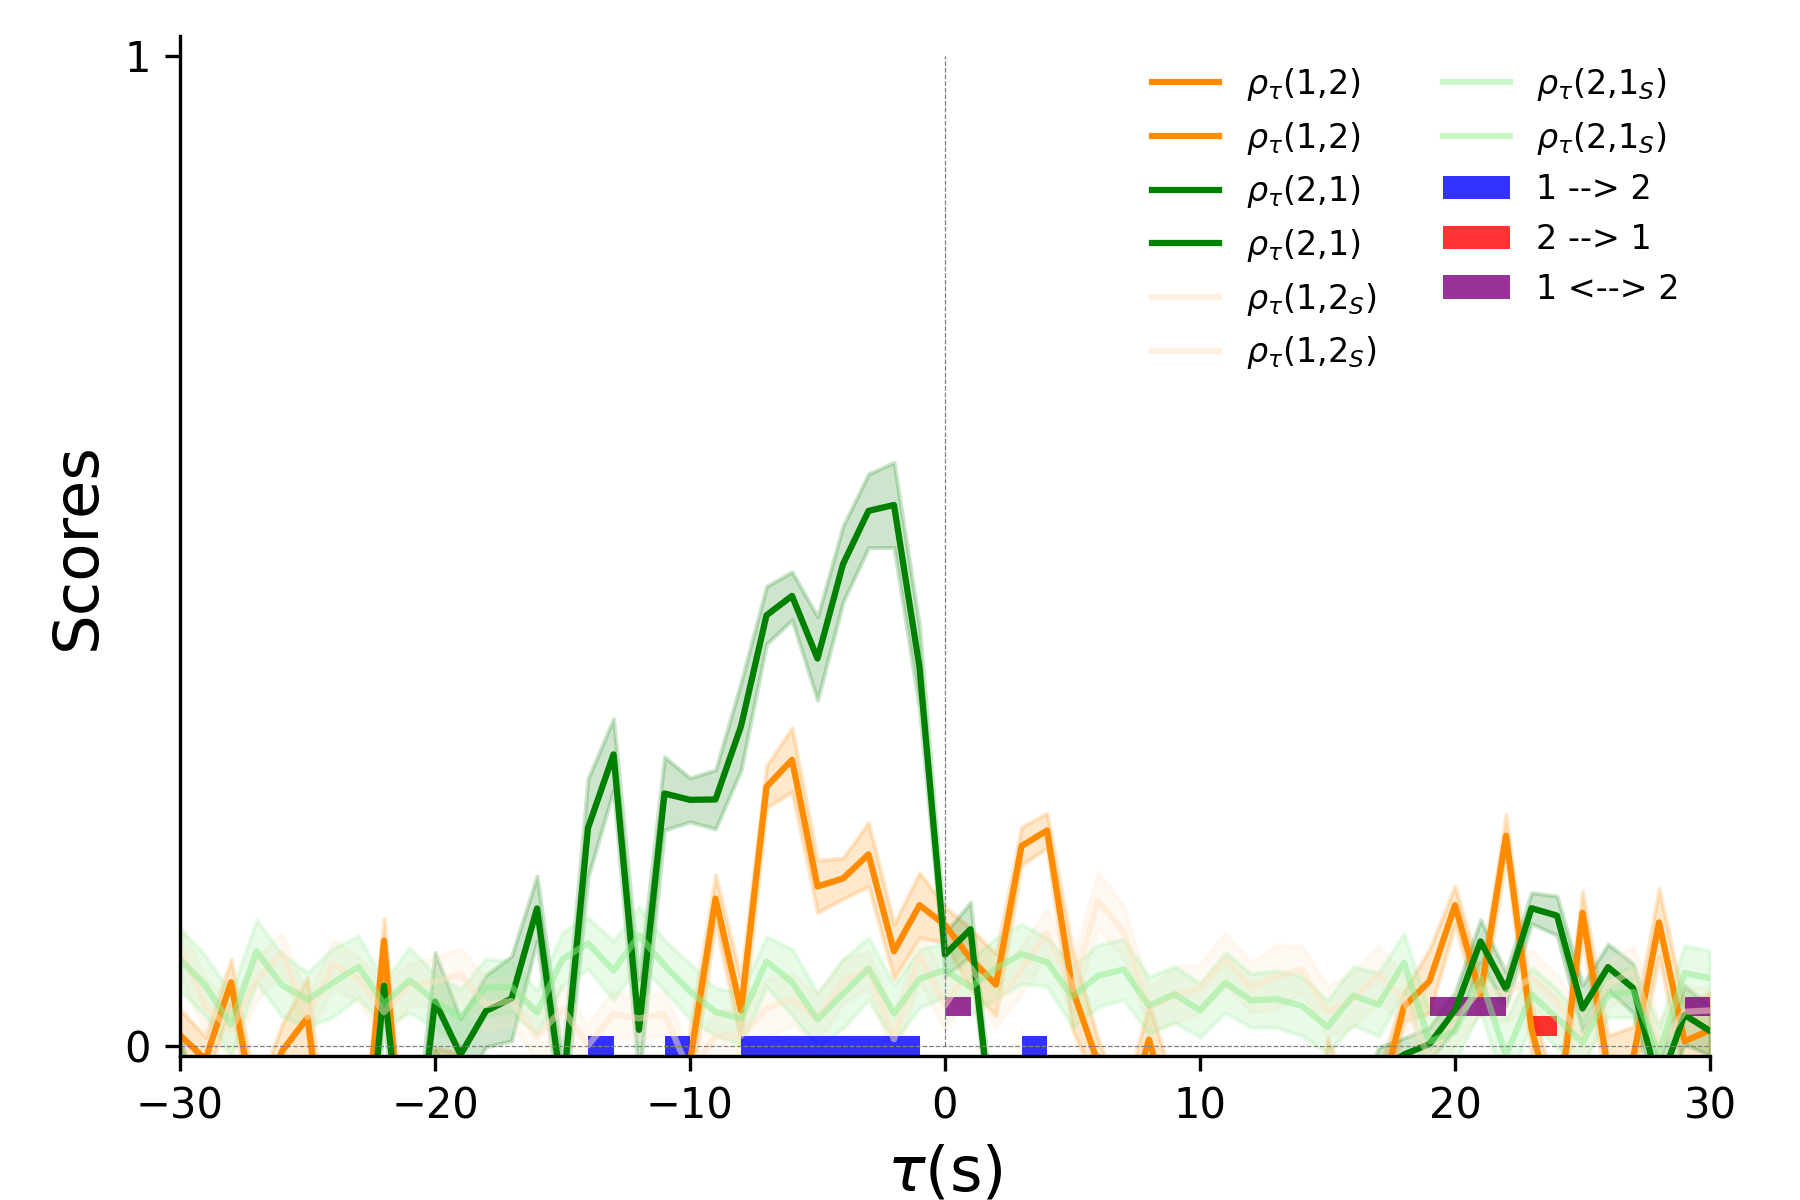 1
0
Scores
−30 −20 −10 0 10 20 30
τ(s)
ρτ(1,2)
ρτ(1,2)
ρτ(2,1)
ρτ(2,1)
ρτ(1,2S)
ρτ(1,2S)
ρτ(2,1S)
ρτ(2,1S)
1 --> 2
2 --> 1
1 <--> 2